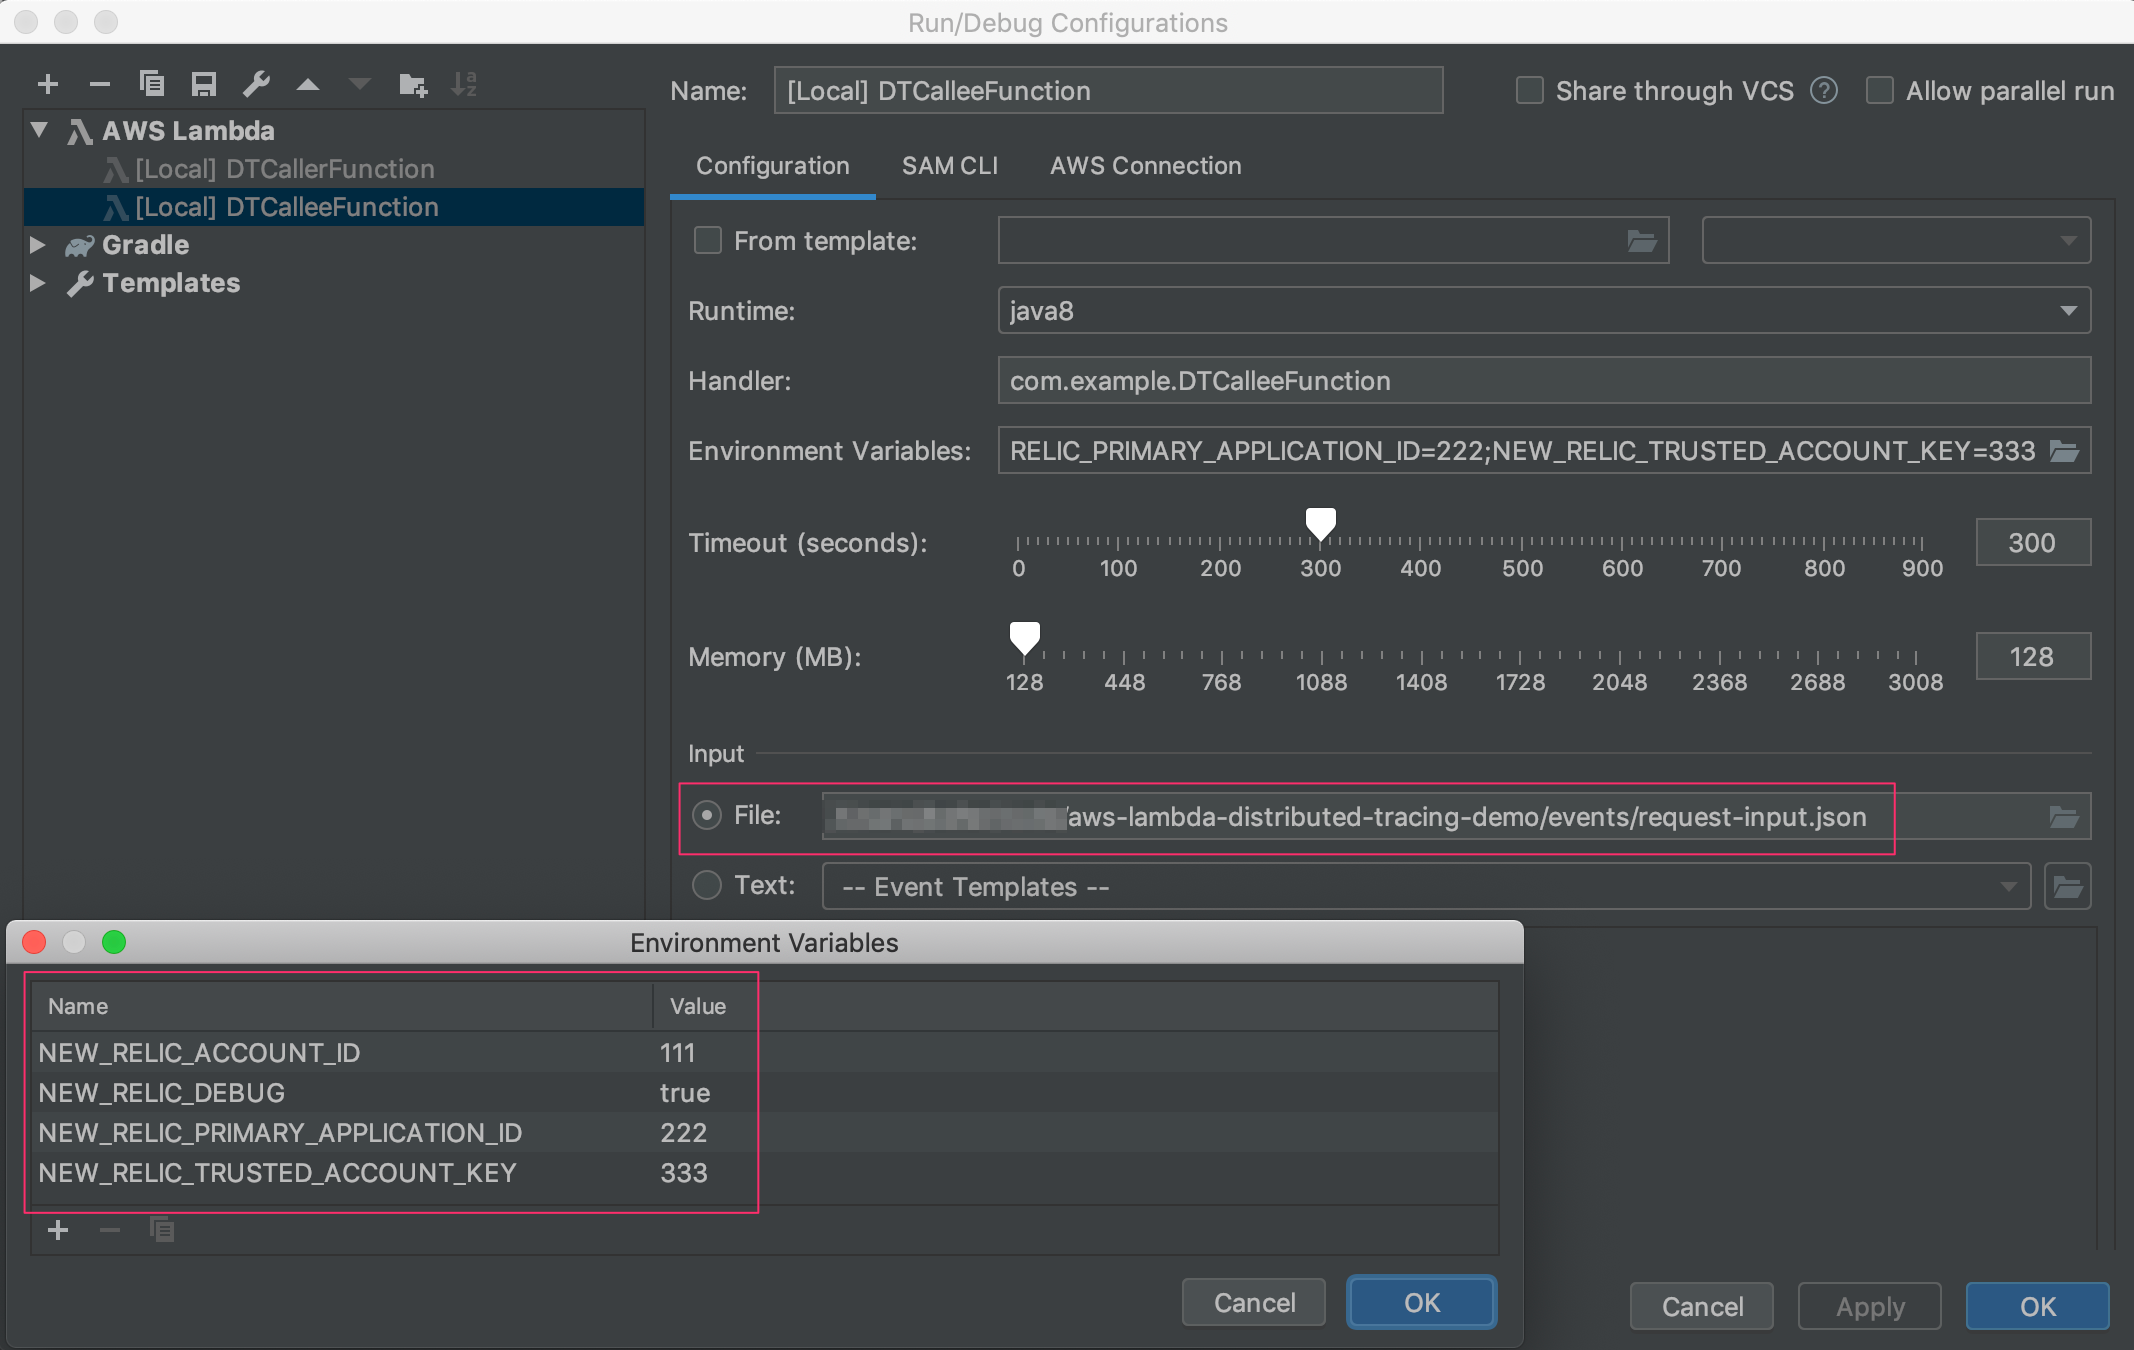 Run/Debug Configurations
AWS Lambda
[Local] DTCallerFunction
[Local] DTCalleeFunction
Gradle
Templates
Name: [Local] DTCalleeFunction Share through VCS ? Allow parallel run
Configuration SAM CLI AWS Connection
From template:
Runtime: java8
Handler: com.example.DTCalleeFunction
Environment Variables: RELIC_PRIMARY_APPLICATION_ID=222;NEW_RELIC_TRUSTED_ACCOUNT_KEY=333
Timeout (seconds): 300
0 100 200 300 400 500 600 700 800 900
Memory (MB): 128
128 448 768 1088 1408 1728 2048 2368 2688 3008
Input
File: /aws-lambda-distributed-tracing-demo/events/request-input.json
Text: -- Event Templates --
Environment Variables
Name Value
NEW_RELIC_ACCOUNT_ID 111
NEW_RELIC_DEBUG true
NEW_RELIC_PRIMARY_APPLICATION_ID 222
NEW_RELIC_TRUSTED_ACCOUNT_KEY 333
Cancel OK
Cancel Apply OK